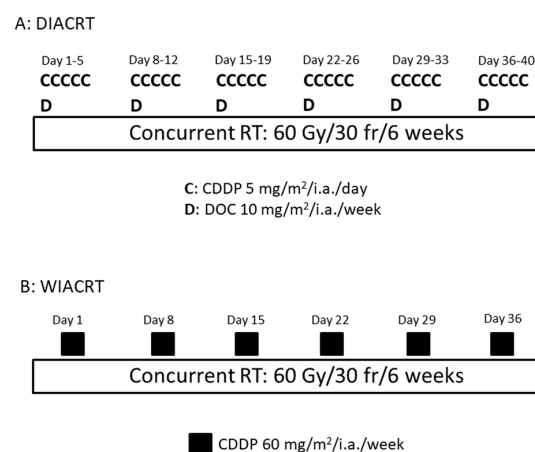 A: DIACRT
Day 1-5 Day 8-12 Day 15-19 Day 22-26 Day 29-33 Day 36-40
CCCCC CCCCC CCCCC CCCCC CCCCC CCCCC
D D D D D D
Concurrent RT: 60 Gy/30 fr/6 weeks
C: CDDP 5 mg/m²/i.a./day
D: DOC 10 mg/m²/i.a./week
B: WIACRT
Day 1 Day 8 Day 15 Day 22 Day 29 Day 36
Concurrent RT: 60 Gy/30 fr/6 weeks
CDDP 60 mg/m²/i.a./week